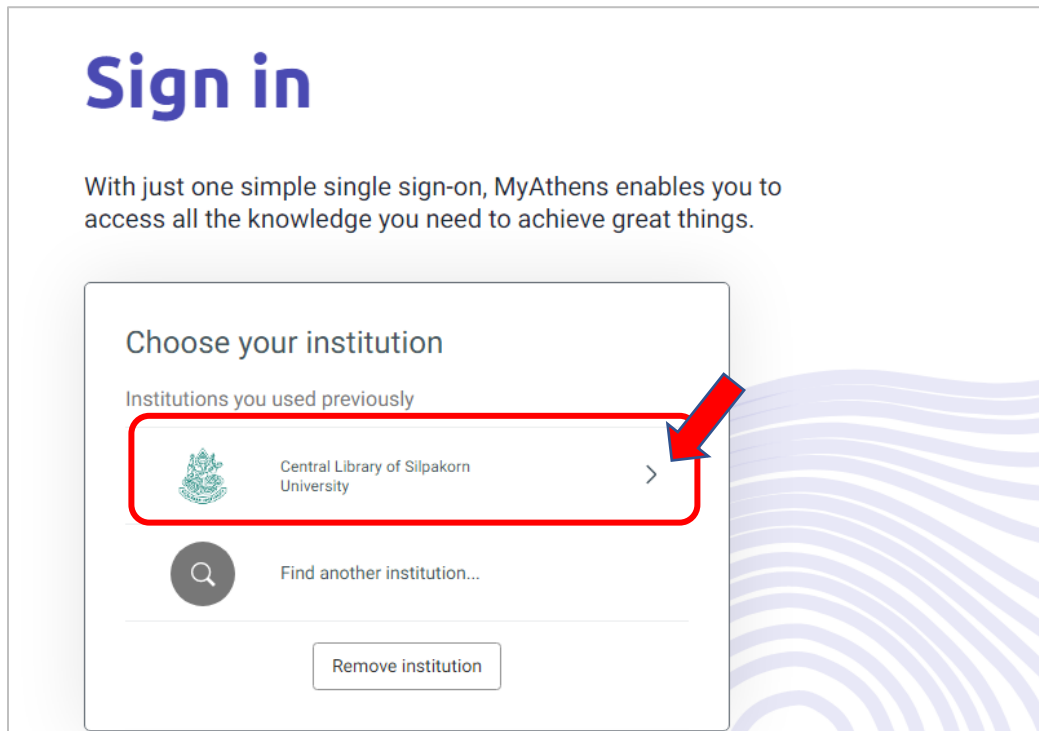 Sign in
With just one simple single sign-on, MyAthens enables you to
access all the knowledge you need to achieve great things.
Choose your institution
Institutions you used previously
Central Library of Silpakorn
University
Find another institution...
Remove institution